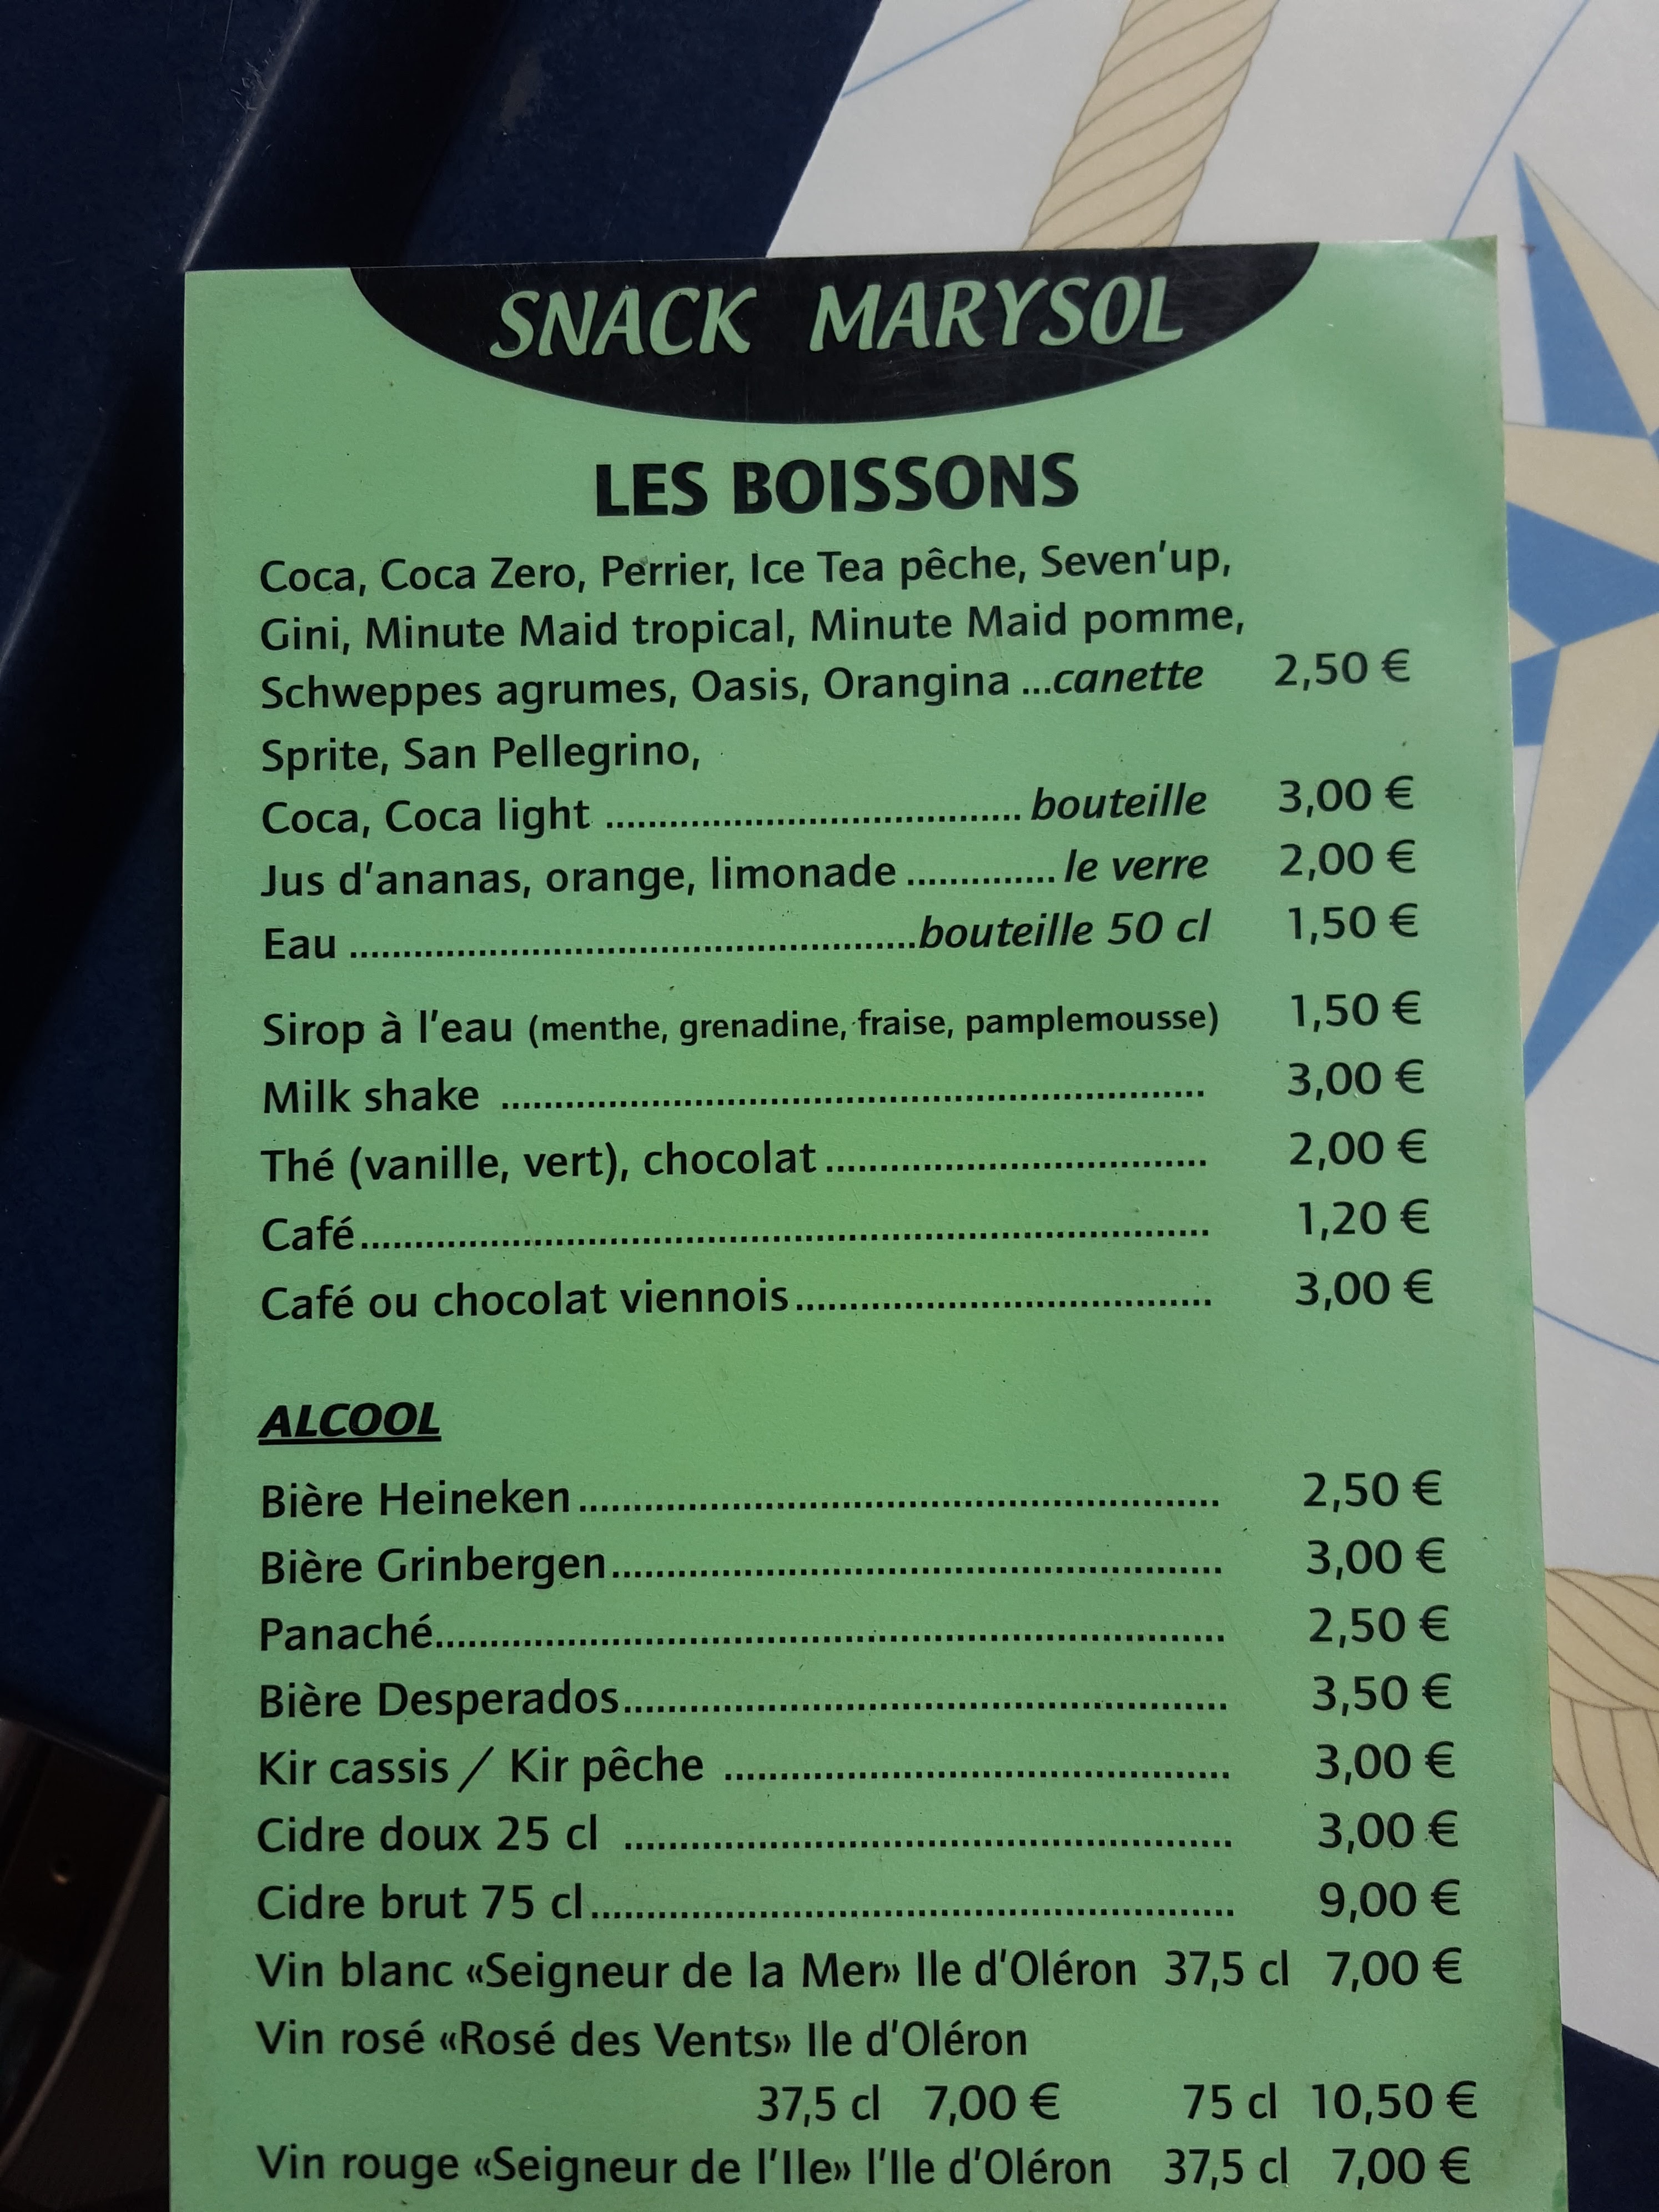 SNACK MARYSOL
LES BOISSONS
Coca, Coca Zero, Perrier, Ice Tea pêche, Seven'up,
Gini, Minute Maid tropical, Minute Maid pomme,
Schweppes agrumes, Oasis, Orangina ...canette 2,50 €
Sprite, San Pellegrino,
Coca, Coca light ....................................... bouteille 3,00 €
Jus d'ananas, orange, limonade .............. le verre 2,00 €
Eau .....................................................bouteille 50 cl 1,50 €
Sirop à l'eau (menthe, grenadine, fraise, pamplemousse) 1,50 €
Milk shake .................................................................. 3,00 €
Thé (vanille, vert), chocolat.................................... 2,00 €
Café................................................................................ 1,20 €
Café ou chocolat viennois....................................... 3,00 €
ALCOOL
Bière Heineken............................................................ 2,50 €
Bière Grinbergen......................................................... 3,00 €
Panaché.......................................................................... 2,50 €
Bière Desperados........................................................ 3,50 €
Kir cassis / Kir pêche ............................................... 3,00 €
Cidre doux 25 cl ......................................................... 3,00 €
Cidre brut 75 cl............................................................ 9,00 €
Vin blanc «Seigneur de la Mer» Ile d'Oléron 37,5 cl 7,00 €
Vin rosé «Rosé des Vents» Ile d'Oléron
37,5 cl 7,00 € 75 cl 10,50 €
Vin rouge «Seigneur de l'Ile» l'Ile d'Oléron 37,5 cl 7,00 €